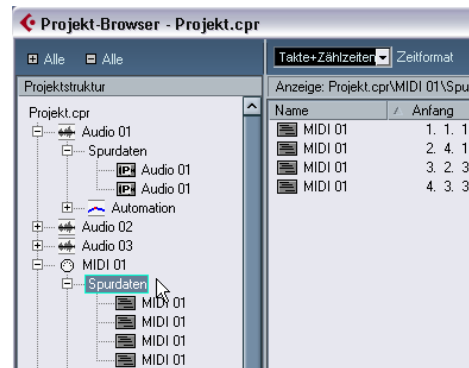 Projekt-Browser - Projekt.cpr
Alle Alle
Takte+Zählzeiten Zeitformat
Projektstruktur
Anzeige: Projekt.cpr\MIDI 01\Spu
Name Anfang
Projekt.cpr
Audio 01
Spurdaten
Audio 01
Audio 01
Automation
Audio 02
Audio 03
MIDI 01
Spurdaten
MIDI 01
MIDI 01
MIDI 01
MIDI 01
MIDI 01 1. 1. 1
MIDI 01 2. 4. 1
MIDI 01 3. 2. 3
MIDI 01 4. 3. 3